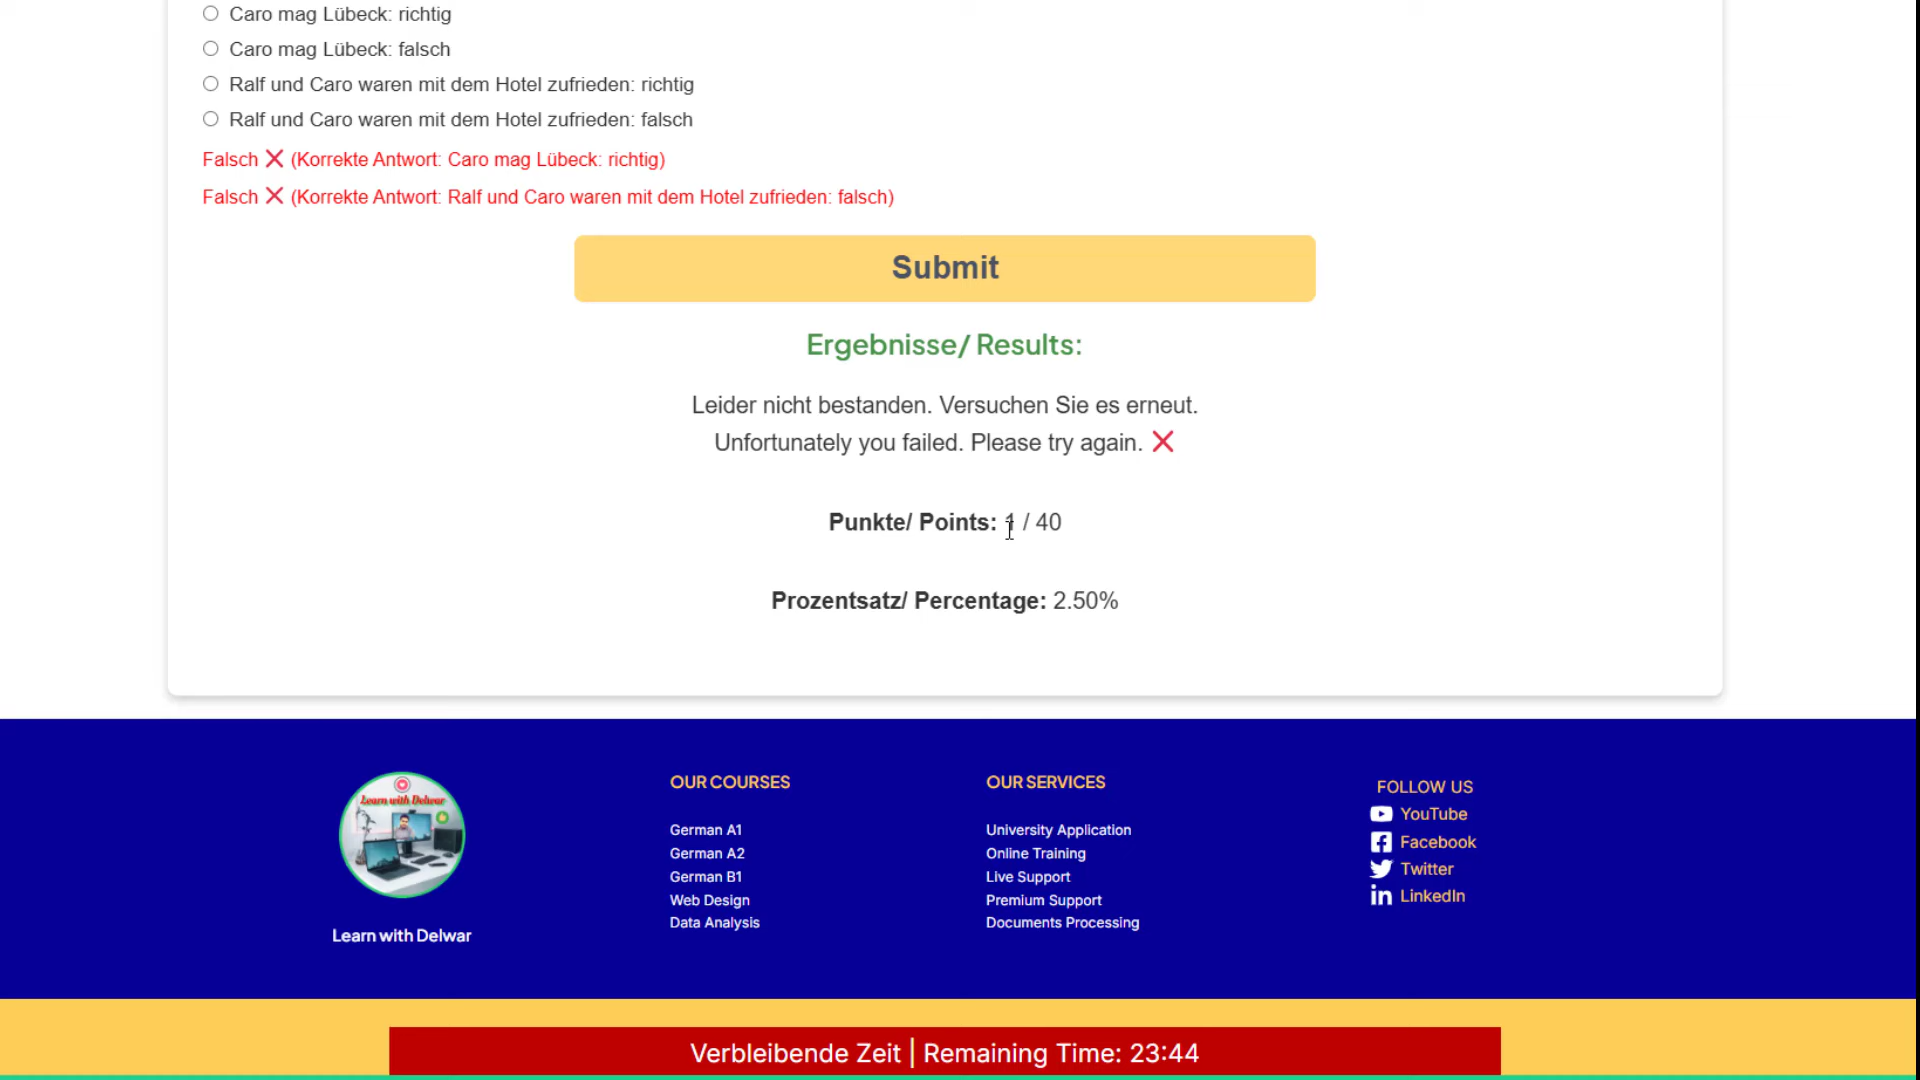 Caro mag Lübeck: richtig
Caro mag Lübeck: falsch
Ralf und Caro waren mit dem Hotel zufrieden: richtig
Ralf und Caro waren mit dem Hotel zufrieden: falsch
Falsch ❌ (Korrekte Antwort: Caro mag Lübeck: richtig)
Falsch ❌ (Korrekte Antwort: Ralf und Caro waren mit dem Hotel zufrieden: falsch)
Submit
Ergebnisse/ Results:
Leider nicht bestanden. Versuchen Sie es erneut.
Unfortunately you failed. Please try again. ❌
Punkte/ Points: 1 / 40
Prozentsatz/ Percentage: 2.50%
Learn with Delwar
Learn with Delwar
OUR COURSES
German A1
German A2
German B1
Web Design
Data Analysis
OUR SERVICES
University Application
Online Training
Live Support
Premium Support
Documents Processing
FOLLOW US
YouTube
Facebook
Twitter
LinkedIn
Verbleibende Zeit | Remaining Time: 23:44